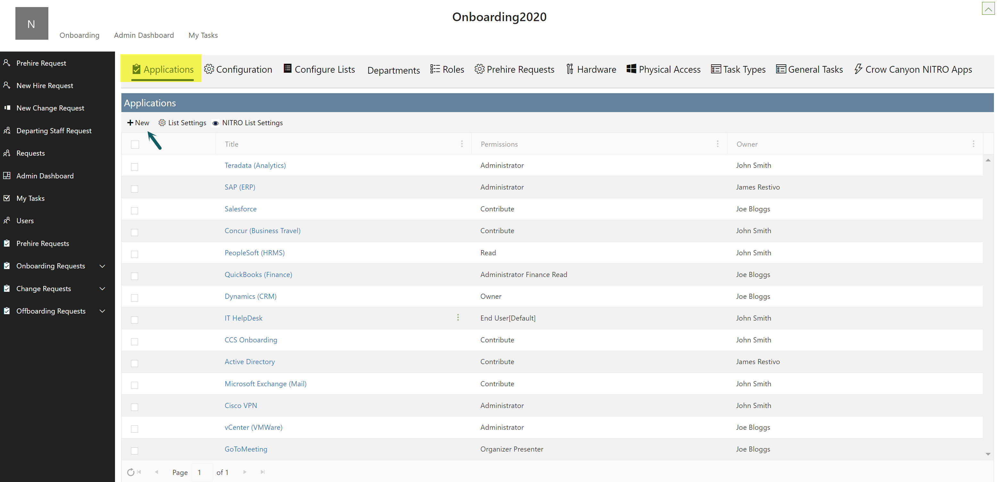 Onboarding2020
N
Onboarding Admin Dashboard My Tasks
Prehire Request
New Hire Request
New Change Request
Departing Staff Request
Requests
Admin Dashboard
My Tasks
Users
Prehire Requests
Onboarding Requests
Change Requests
Offboarding Requests
Applications Configuration Configure Lists Departments Roles Prehire Requests Hardware Physical Access Task Types General Tasks Crow Canyon NITRO Apps
Applications
New List Settings NITRO List Settings
Title Permissions Owner
Teradata (Analytics) Administrator John Smith
SAP (ERP) Administrator James Restivo
Salesforce Contribute Joe Bloggs
Concur (Business Travel) Contribute John Smith
PeopleSoft (HRMS) Read John Smith
QuickBooks (Finance) Administrator Finance Read Joe Bloggs
Dynamics (CRM) Owner Joe Bloggs
IT HelpDesk End User[Default] John Smith
CCS Onboarding Contribute John Smith
Active Directory Contribute James Restivo
Microsoft Exchange (Mail) Contribute John Smith
Cisco VPN Administrator John Smith
vCenter (VMWare) Administrator Joe Bloggs
GoToMeeting Organizer Presenter Joe Bloggs
Page 1 of 1